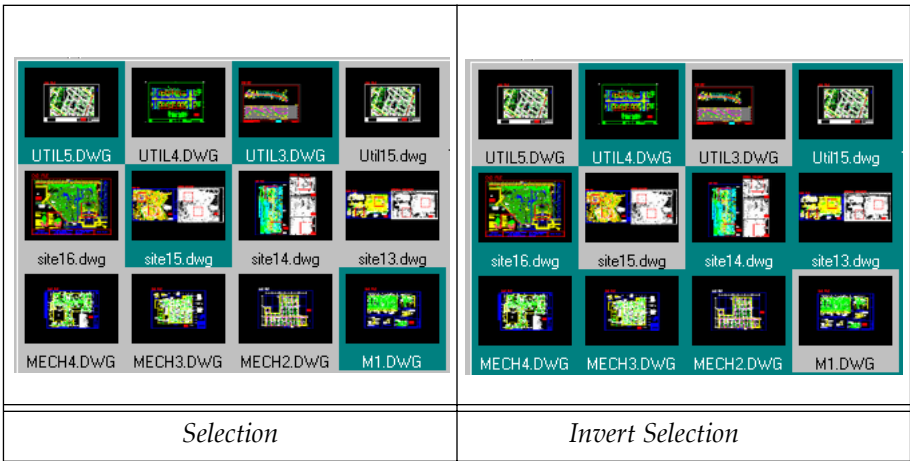 UTIL5.DWG UTIL4.DWG UTIL3.DWG Util15.dwg
site16.dwg site15.dwg site14.dwg site13.dwg
MECH4.DWG MECH3.DWG MECH2.DWG M1.DWG
UTIL5.DWG UTIL4.DWG UTIL3.DWG Util15.dwg
site16.dwg site15.dwg site14.dwg site13.dwg
MECH4.DWG MECH3.DWG MECH2.DWG M1.DWG
Selection
Invert Selection